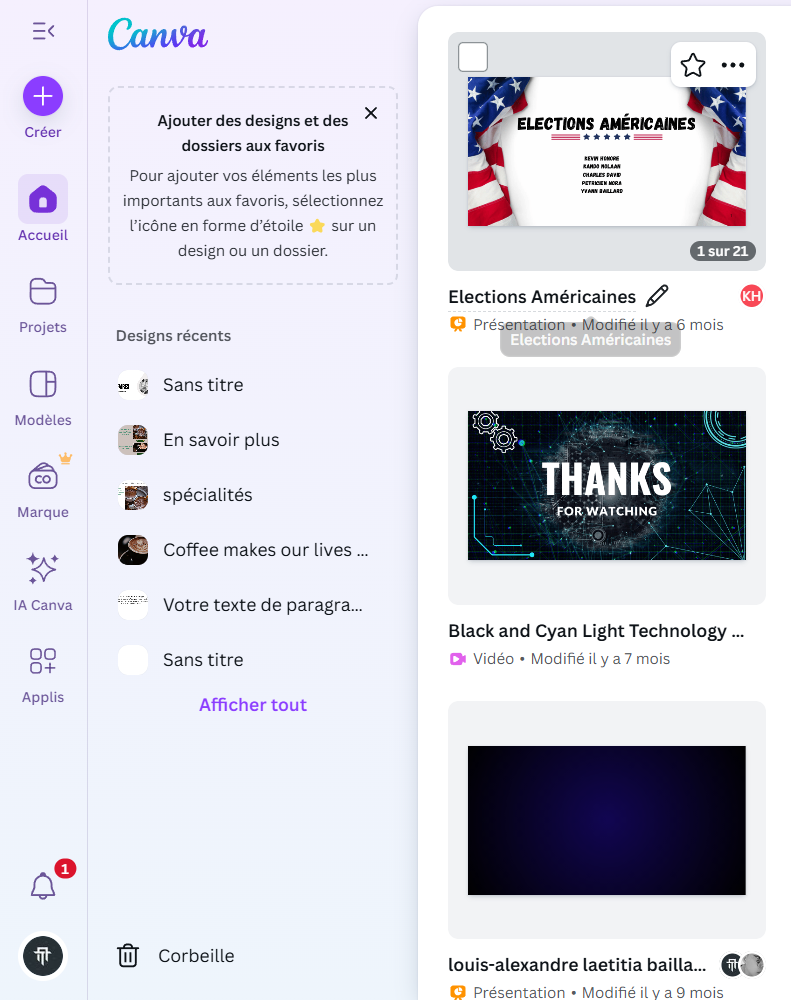 Canva
Créer
Accueil
Projets
Modèles
Marque
IA Canva
Applis
1
Ajouter des designs et des
dossiers aux favoris
Pour ajouter vos éléments les plus
importants aux favoris, sélectionnez
l'icône en forme d'étoile ⭐ sur un
design ou un dossier.
Designs récents
Sans titre
En savoir plus
spécialités
Coffee makes our lives ...
Votre texte de paragra...
Sans titre
Afficher tout
Corbeille
ELECTIONS AMÉRICAINES
KEVIN HONORE
KANDO MOLAAN
CHARLES DAVID
PETRICIEN NORA
YVANN BAILLARD
1 sur 21
Elections Américaines
KH
Présentation • Modifié il y a 6 mois
Elections Américaines
THANKS
FOR WATCHING
Black and Cyan Light Technology ...
Vidéo • Modifié il y a 7 mois
louis-alexandre laetitia bailla...
Présentation • Modifié il y a 9 mois